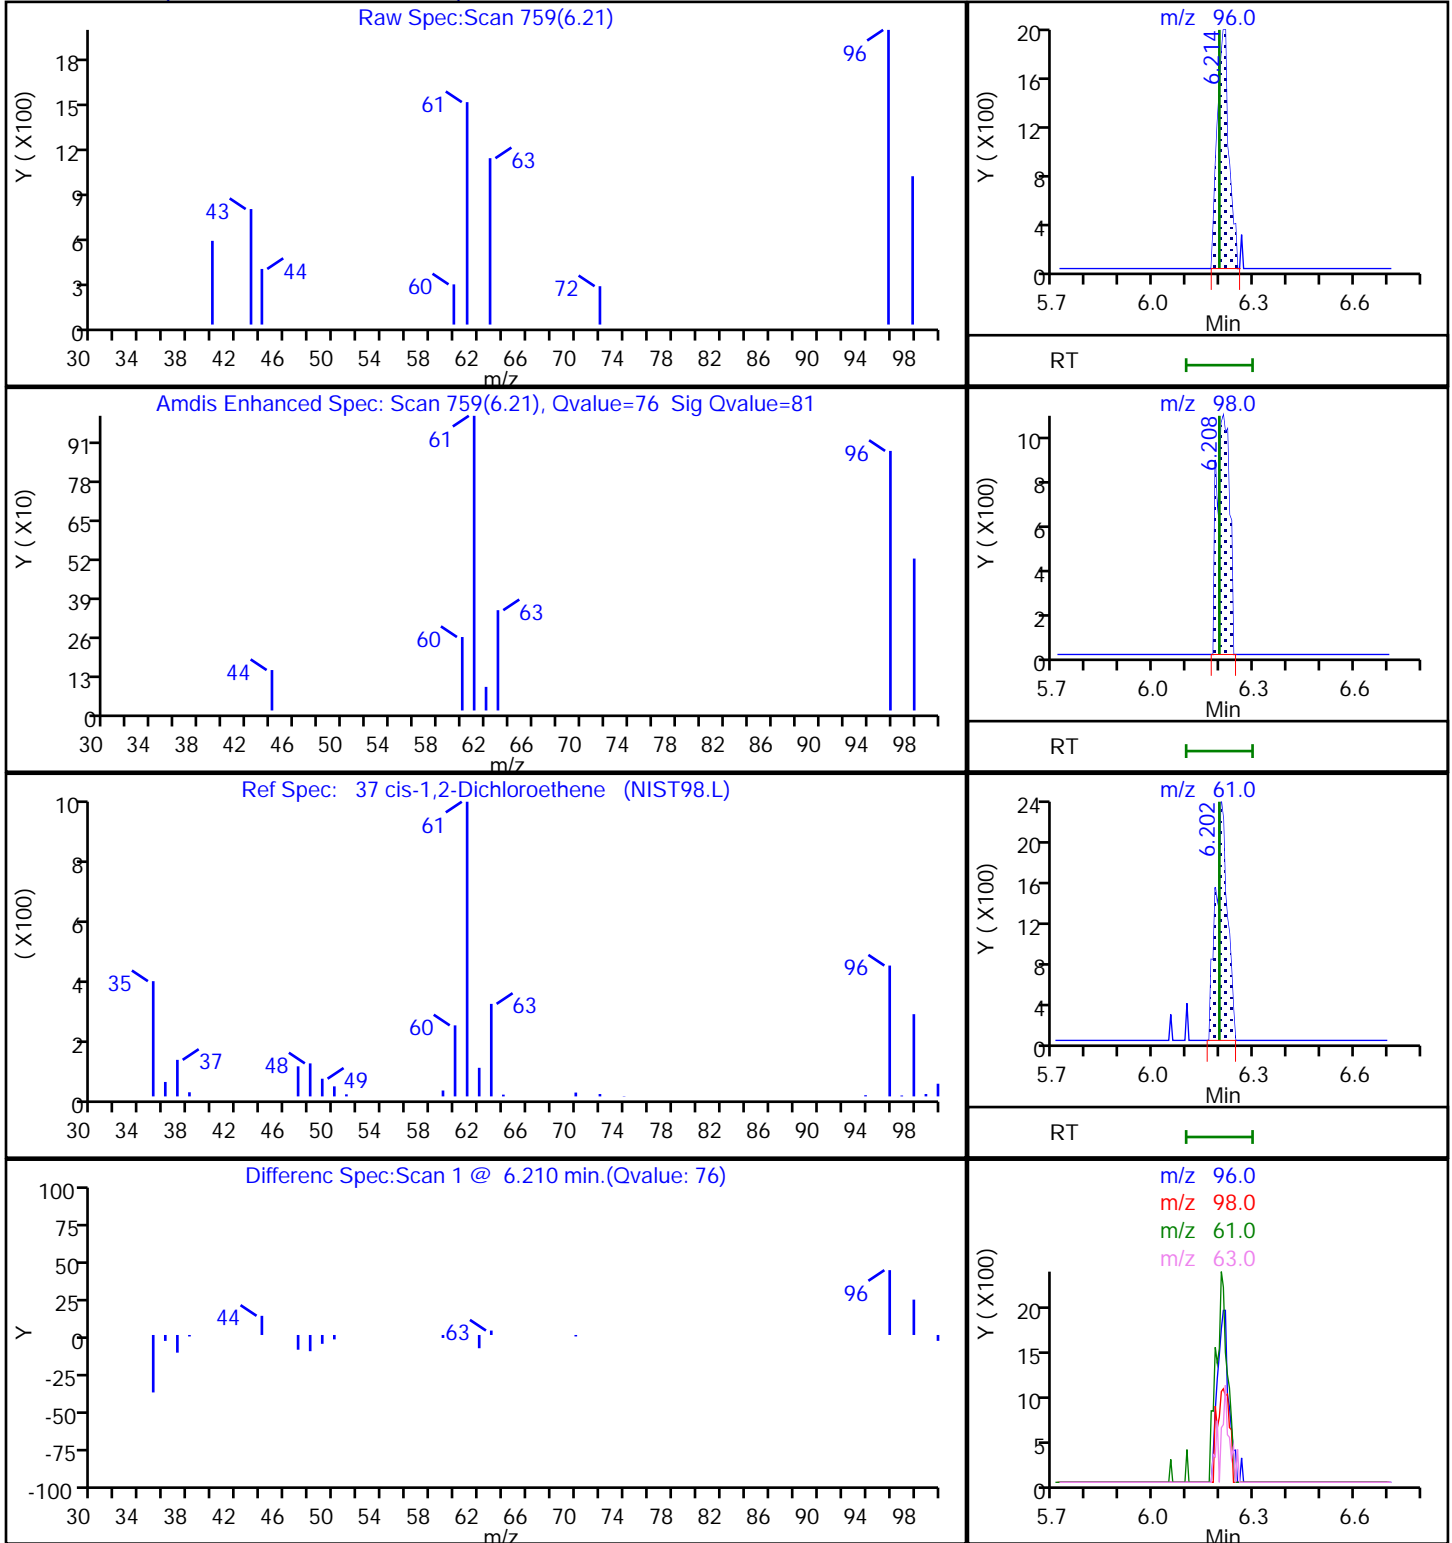 Raw Spec:Scan 759(6.21)
Y ( X100)
18
15
12
9
6
3
0
96
61
63
43
44
60
72
30 34 38 42 46 50 54 58 62 66 70 74 78 82 86 90 94 98
m/z
m/z 96.0
Y ( X100)
20
16
12
8
4
0
6.214
5.7 6.0 6.3 6.6
Min
RT
Amdis Enhanced Spec: Scan 759(6.21), Qvalue=76 Sig Qvalue=81
Y ( X10)
91
78
65
52
39
26
13
0
61
96
63
60
44
30 34 38 42 46 50 54 58 62 66 70 74 78 82 86 90 94 98
m/z
m/z 98.0
Y ( X100)
10
8
6
4
2
0
6.208
5.7 6.0 6.3 6.6
Min
RT
Ref Spec: 37 cis-1,2-Dichloroethene (NIST98.L)
( X100)
10
8
6
4
2
0
61
35
96
63
60
37
48
49
30 34 38 42 46 50 54 58 62 66 70 74 78 82 86 90 94 98
m/z 61.0
Y ( X100)
24
20
16
12
8
4
0
6.202
5.7 6.0 6.3 6.6
Min
RT
Differenc Spec:Scan 1 @ 6.210 min.(Qvalue: 76)
Y
100
75
50
25
0
-25
-50
-75
-100
44
63
96
30 34 38 42 46 50 54 58 62 66 70 74 78 82 86 90 94 98
m/z
m/z 96.0
m/z 98.0
m/z 61.0
m/z 63.0
Y ( X100)
20
15
10
5
0
5.7 6.0 6.3 6.6
Min